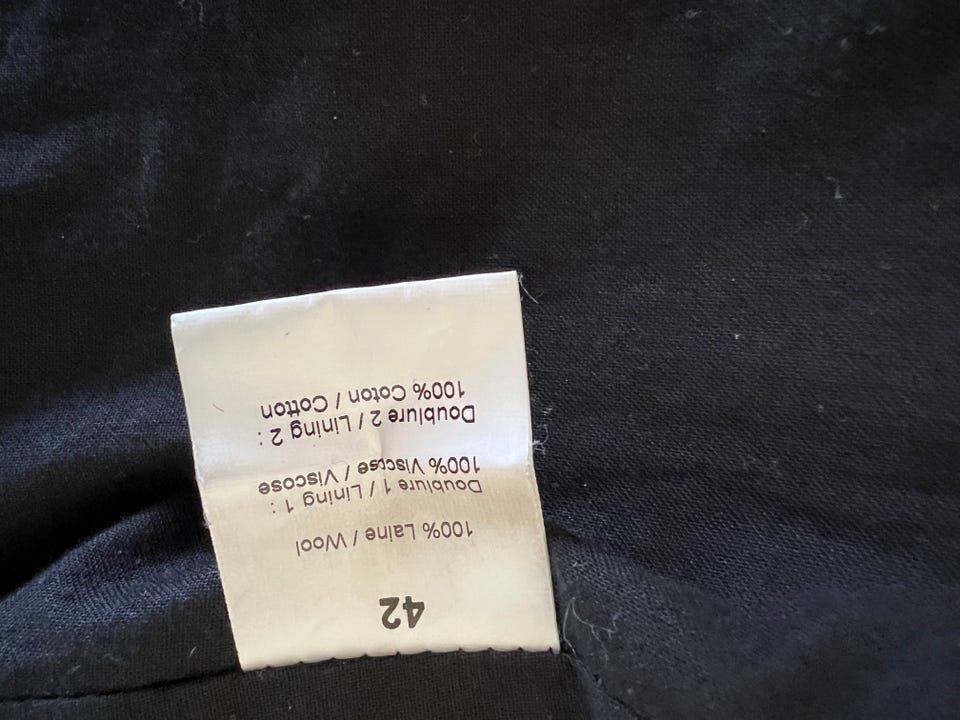 42
100% Laine / Wool
Doublure 1 / Lining 1 :
100% Viscose / Viscose
Doublure 2 / Lining 2 :
100% Coton / Cotton